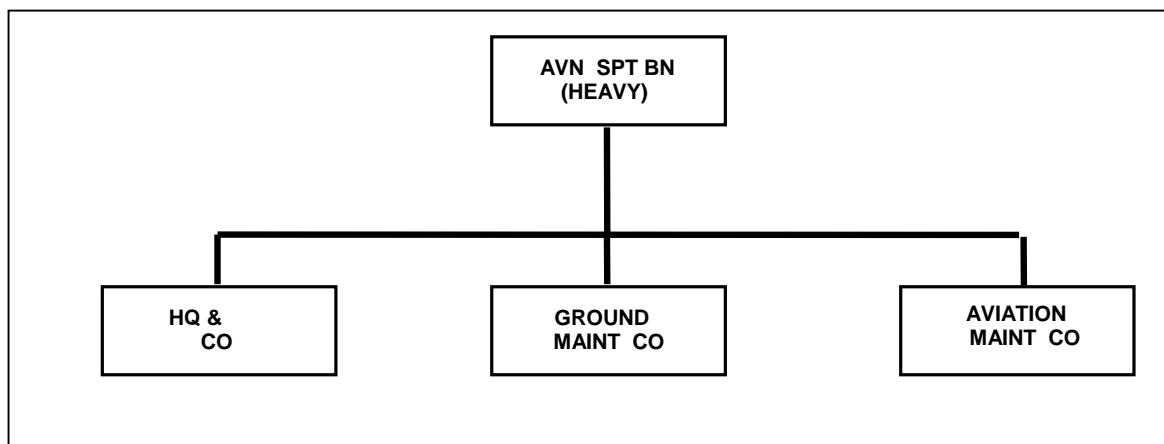 AVN SPT BN
(HEAVY)
HQ &
CO
GROUND
MAINT CO
AVIATION
MAINT CO